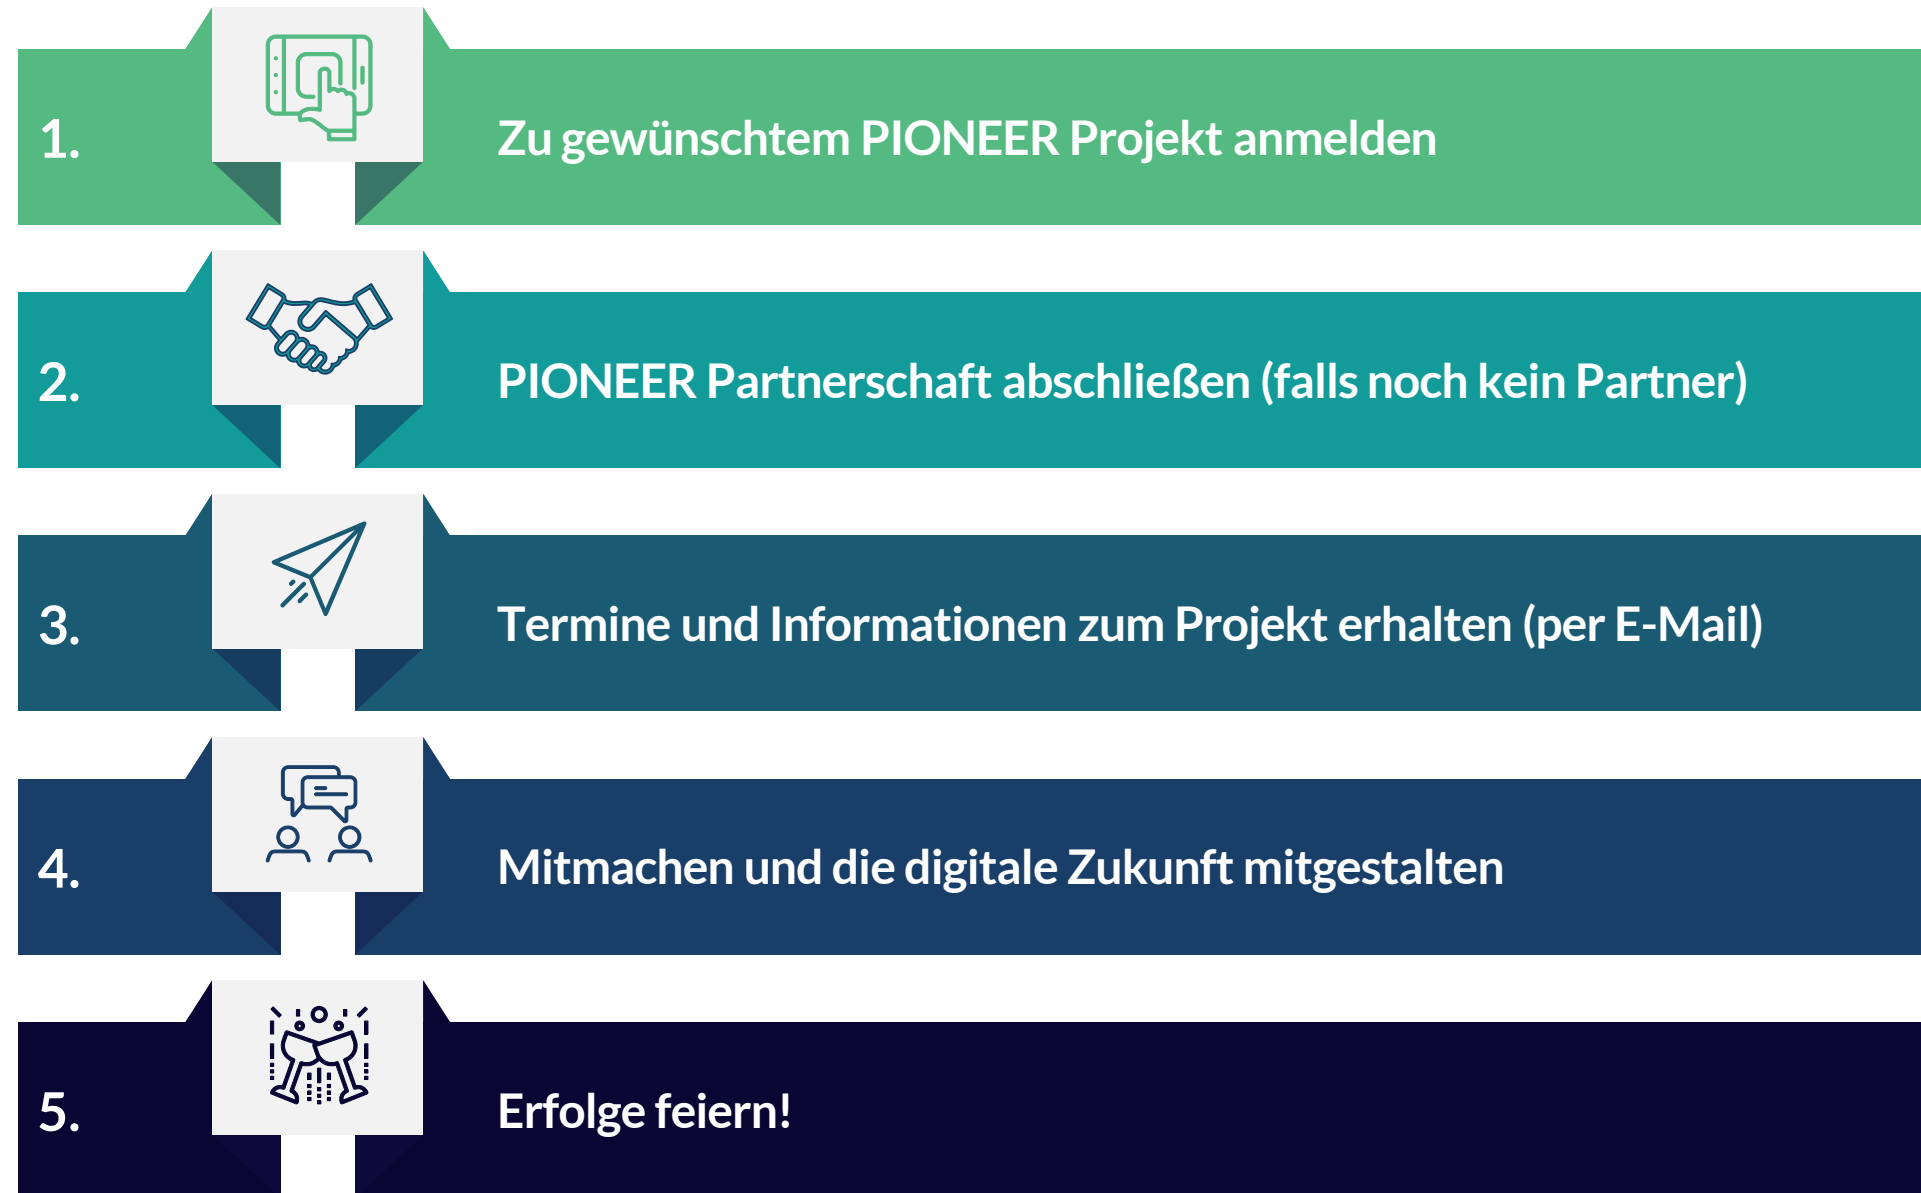 1. Zu gewünschtem PIONEER Projekt anmelden
2. PIONEER Partnerschaft abschließen (falls noch kein Partner)
3. Termine und Informationen zum Projekt erhalten (per E-Mail)
4. Mitmachen und die digitale Zukunft mitgestalten
5. Erfolge feiern!